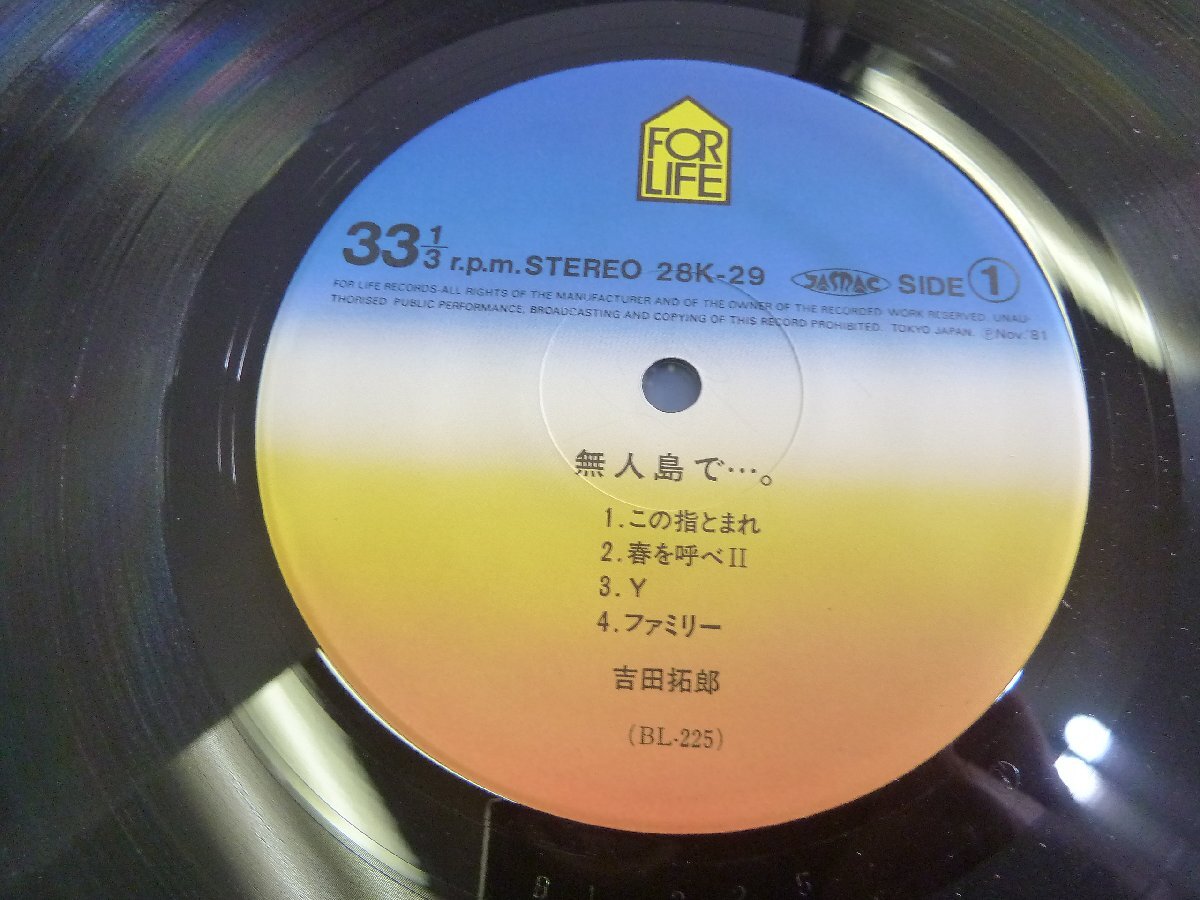 FOR
LIFE
33 1/3 r.p.m. STEREO 28K-29 JASRAC SIDE 1
FOR LIFE RECORDS-ALL RIGHTS OF THE MANUFACTURER AND OF THE OWNER OF THE RECORDED WORK RESERVED. UNAU-
THORISED PUBLIC PERFORMANCE, BROADCASTING AND COPYING OF THIS RECORD PROHIBITED. TOKYO JAPAN. ℗Nov.'81
無人島で…。
1.この指とまれ
2.春を呼べII
3.Y
4.ファミリー
吉田拓郎
(BL-225)